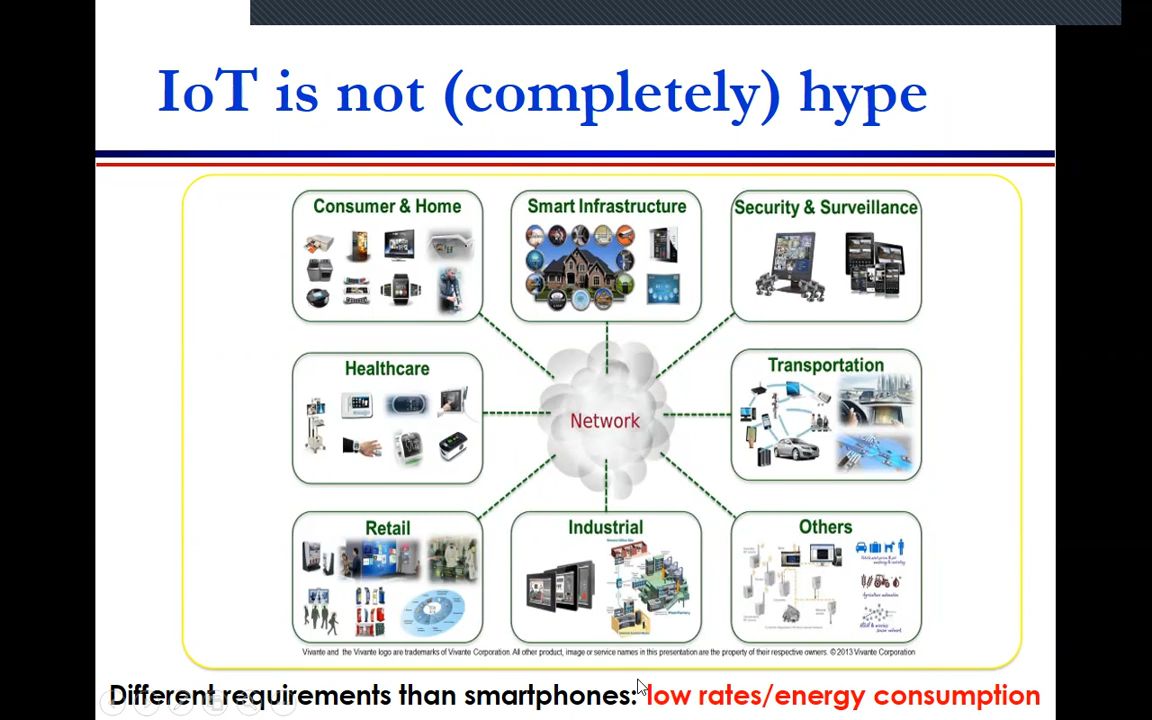 IoT is not (completely) hype
Consumer & Home
Smart Infrastructure
Security & Surveillance
Healthcare
Network
Transportation
Retail
Industrial
Others
Vivante and the Vivante logo are trademarks of Vivante Corporation. All other product, image or service names in this presentation are the property of their respective owners. © 2013 Vivante Corporation
Different requirements than smartphones: low rates/energy consumption